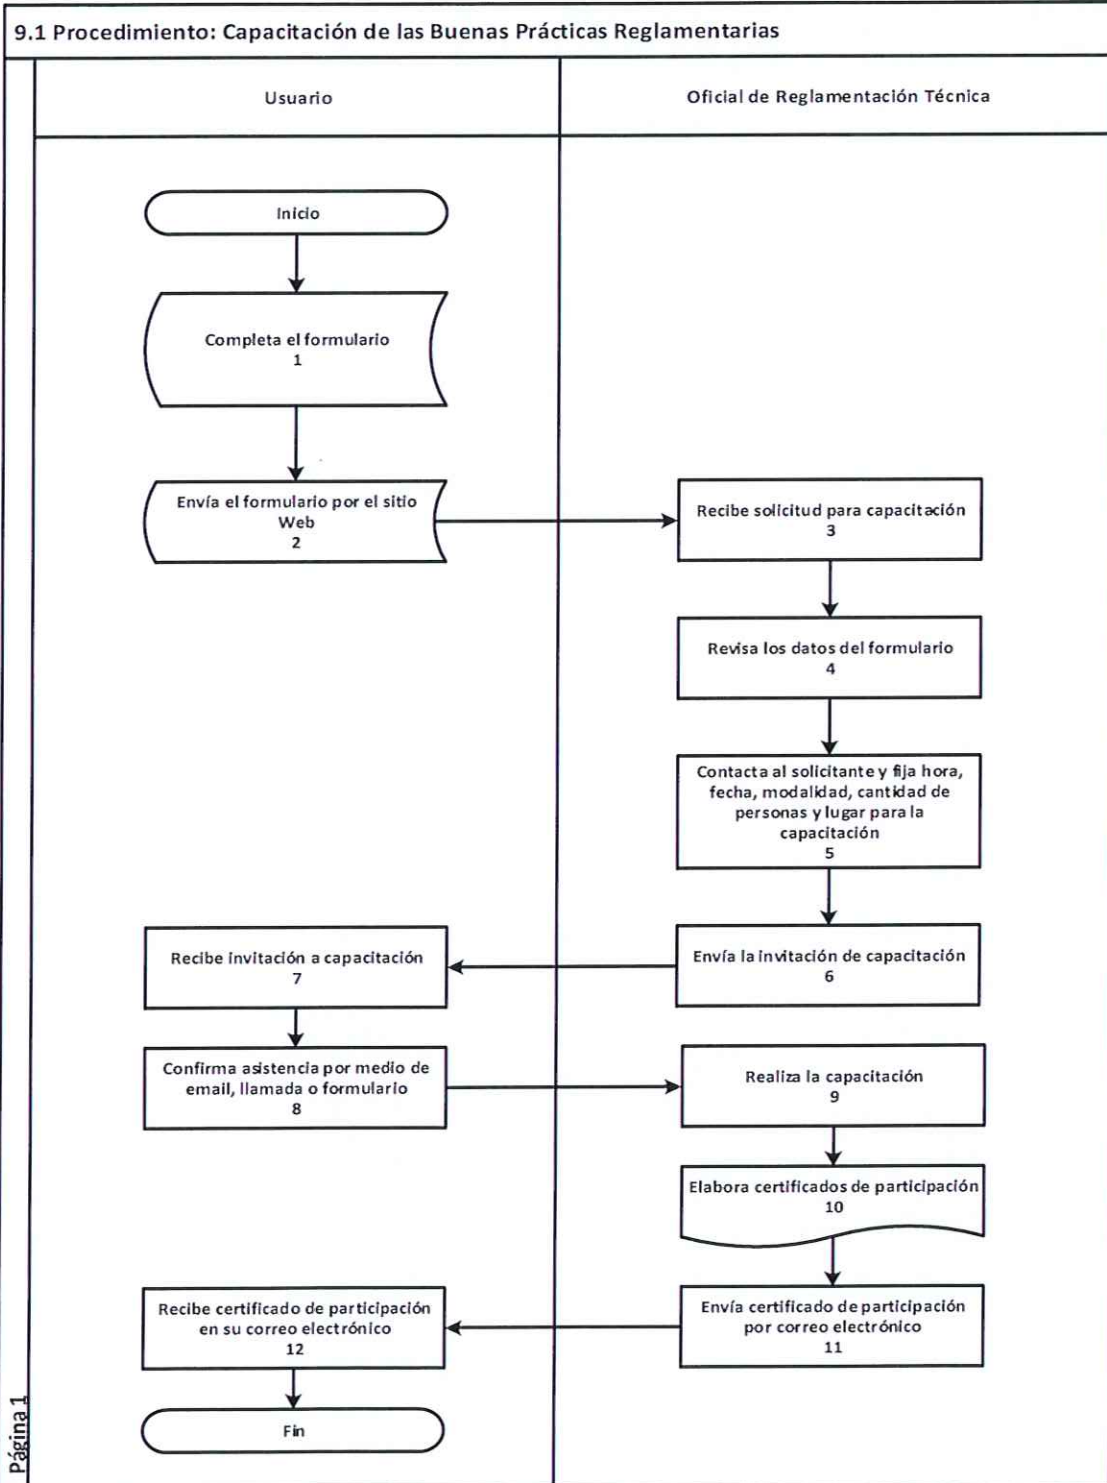 9.1 Procedimiento: Capacitación de las Buenas Prácticas Reglamentarias
Usuario
Oficial de Reglamentación Técnica
Inicio
Completa el formulario
1
Envía el formulario por el sitio
Web
2
Recibe solicitud para capacitación
3
Revisa los datos del formulario
4
Contacta al solicitante y fija hora,
fecha, modalidad, cantidad de
personas y lugar para la
capacitación
5
Envía la invitación de capacitación
6
Recibe invitación a capacitación
7
Confirma asistencia por medio de
email, llamada o formulario
8
Realiza la capacitación
9
Elabora certificados de participación
10
Envía certificado de participación
por correo electrónico
11
Recibe certificado de participación
en su correo electrónico
12
Fin
Página 1